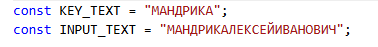 const KEY_TEXT = "МАНДРИКА";
const INPUT_TEXT = "МАНДРИКАЛЕКСЕЙИВАНОВИЧ";